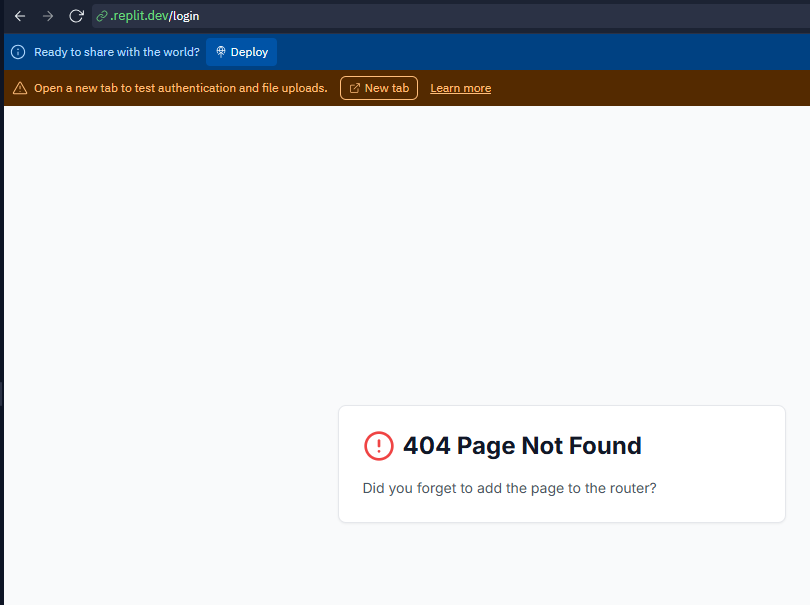 .replit.dev/login
Ready to share with the world? Deploy
Open a new tab to test authentication and file uploads. New tab Learn more
404 Page Not Found
Did you forget to add the page to the router?